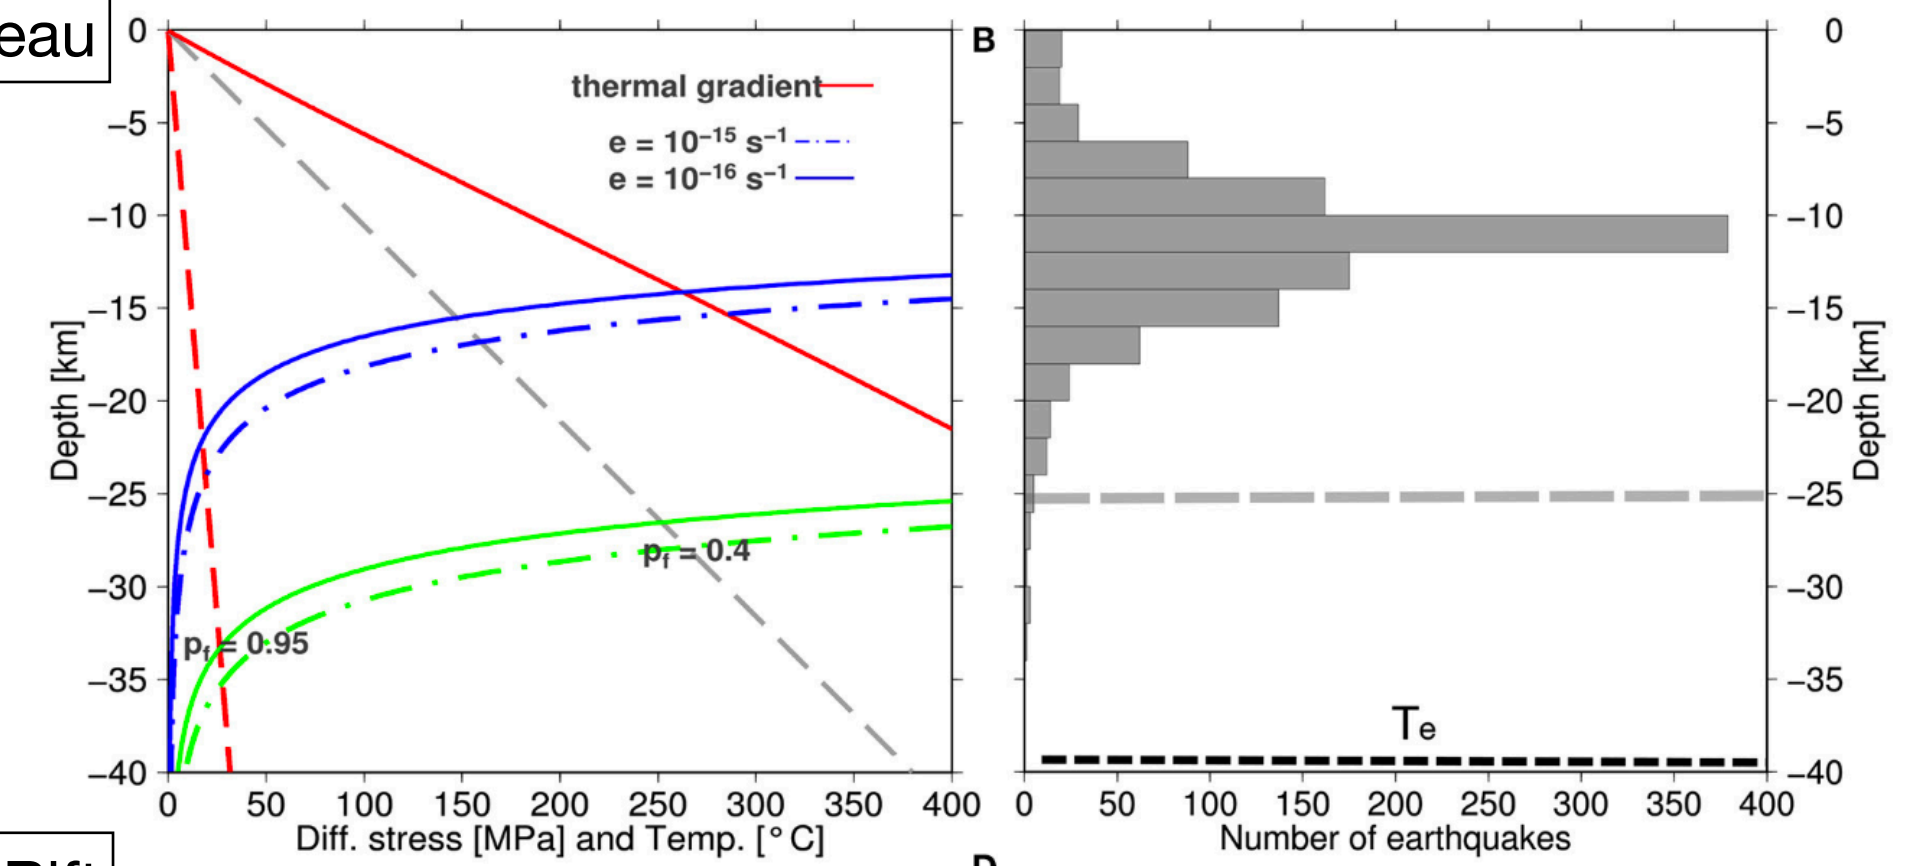 eau
0
−5
−10
−15
−20
−25
−30
−35
−40
Depth [km]
thermal gradient
e = 10⁻¹⁵ s⁻¹
e = 10⁻¹⁶ s⁻¹
pf = 0.4
pf = 0.95
0 50 100 150 200 250 300 350 400
Diff. stress [MPa] and Temp. [°C]
B
Te
0
−5
−10
−15
−20
−25
−30
−35
−40
Depth [km]
0 50 100 150 200 250 300 350 400
Number of earthquakes